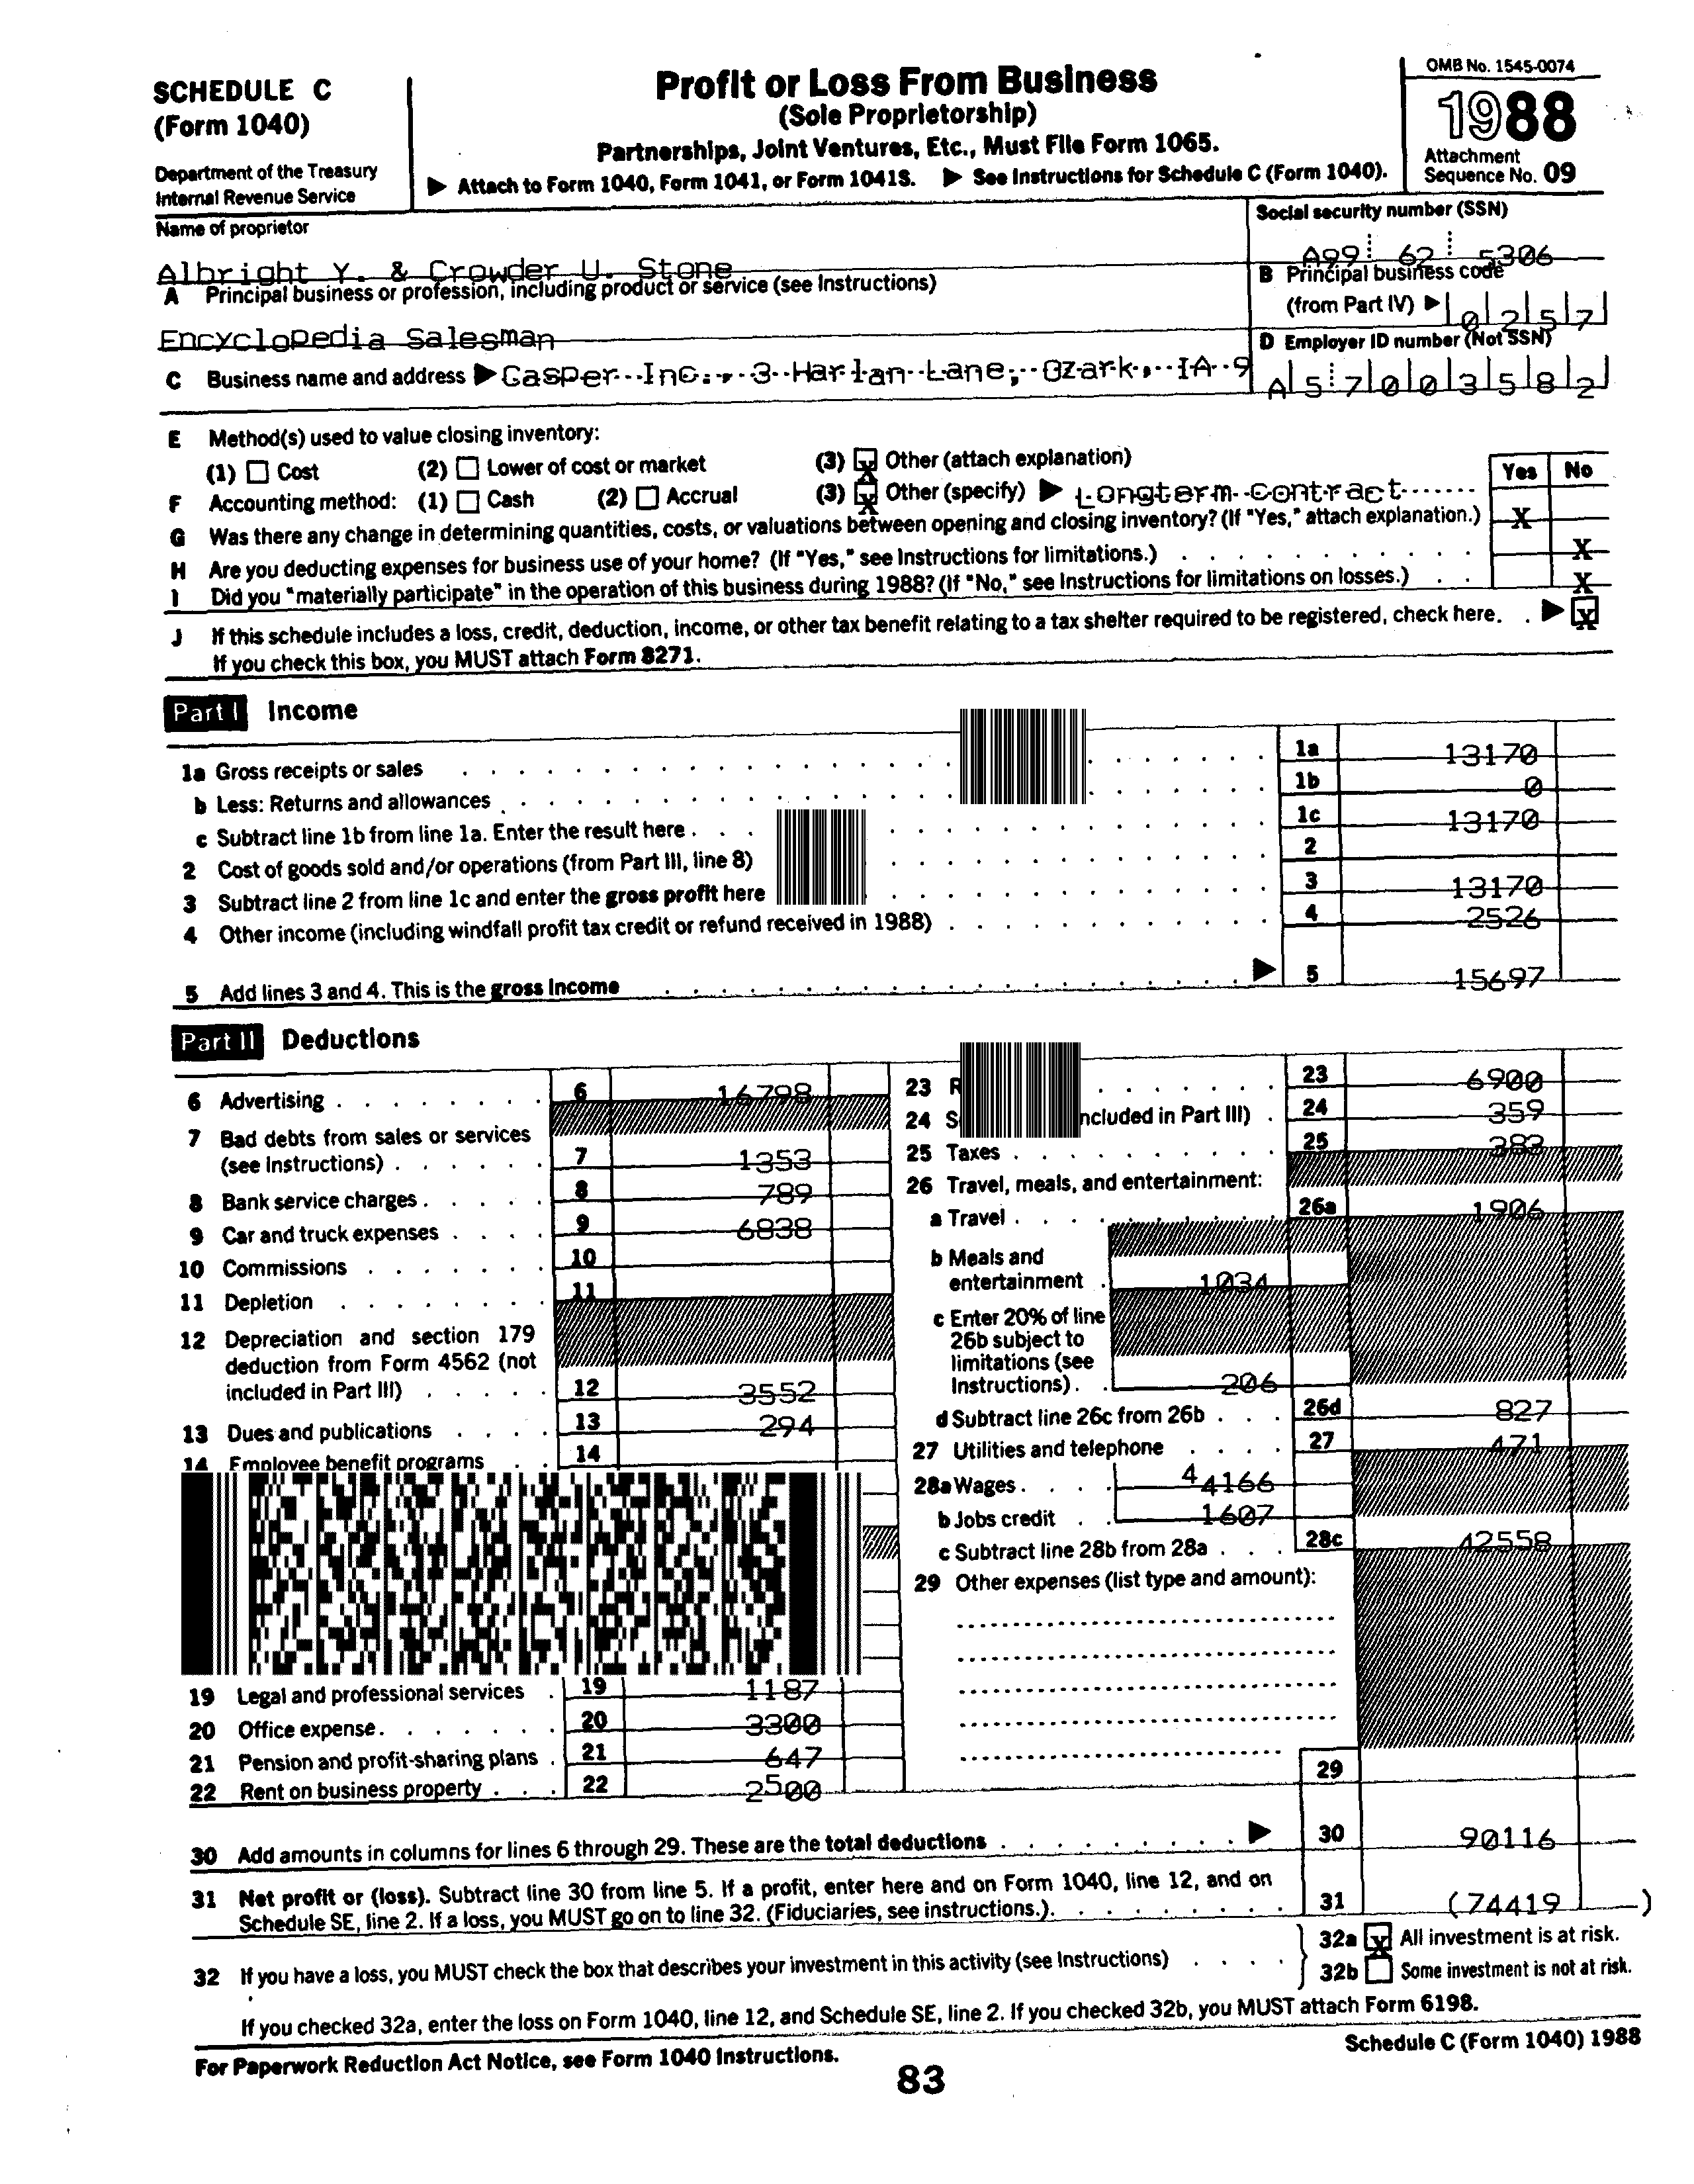 SCHEDULE C
(Form 1040)
Department of the Treasury
Internal Revenue Service
Profit or Loss From Business
(Sole Proprietorship)
Partnerships, Joint Ventures, Etc., Must File Form 1065.
▶ Attach to Form 1040, Form 1041, or Form 1041S. ▶ See Instructions for Schedule C (Form 1040).
OMB No. 1545-0074
1988
Attachment
Sequence No. 09
Name of proprietor
Albright Y. & Crowder U. Stone
Social security number (SSN)
A99 62 5306
A Principal business or profession, including product or service (see Instructions)
Encyclopedia Salesman
B Principal business code
(from Part IV) ▶ 0257
C Business name and address ▶ Casper Inc., 3 Harlan Lane, Ozark, IA 9
D Employer ID number (Not SSN)
A57003582
E Method(s) used to value closing inventory:
(1) Cost (2) Lower of cost or market (3) X Other (attach explanation)
F Accounting method: (1) Cash (2) Accrual (3) X Other (specify) ▶ Longterm Contract
Yes No
G Was there any change in determining quantities, costs, or valuations between opening and closing inventory? (If "Yes," attach explanation.) X
H Are you deducting expenses for business use of your home? (If "Yes," see Instructions for limitations.) X
I Did you "materially participate" in the operation of this business during 1988? (If "No," see Instructions for limitations on losses.) X
J If this schedule includes a loss, credit, deduction, income, or other tax benefit relating to a tax shelter required to be registered, check here. ▶ X
If you check this box, you MUST attach Form 8271.
Part I Income
1a Gross receipts or sales 1a 13170
b Less: Returns and allowances 1b 0
c Subtract line 1b from line 1a. Enter the result here 1c 13170
2 Cost of goods sold and/or operations (from Part III, line 8) 2
3 Subtract line 2 from line 1c and enter the gross profit here 3 13170
4 Other income (including windfall profit tax credit or refund received in 1988) 4 2526
5 Add lines 3 and 4. This is the gross income ▶ 5 15697
Part II Deductions
6 Advertising 6 16798
7 Bad debts from sales or services
(see Instructions) 7 1353
8 Bank service charges 8 789
9 Car and truck expenses 9 6838
10 Commissions 10
11 Depletion 11
12 Depreciation and section 179
deduction from Form 4562 (not
included in Part III) 12 3552
13 Dues and publications 13 294
14 Employee benefit programs 14
19 Legal and professional services 19 1187
20 Office expense 20 3300
21 Pension and profit-sharing plans 21 647
22 Rent on business property 22 2500
23 R 23 6900
24 S ncluded in Part III) 24 359
25 Taxes 25 383
26 Travel, meals, and entertainment:
a Travel 26a 1906
b Meals and
entertainment 1034
c Enter 20% of line
26b subject to
limitations (see
Instructions) 206
d Subtract line 26c from 26b 26d 827
27 Utilities and telephone 27 471
28a Wages 44166
b Jobs credit 1607
c Subtract line 28b from 28a 28c 42558
29 Other expenses (list type and amount):
29
30 Add amounts in columns for lines 6 through 29. These are the total deductions ▶ 30 90116
31 Net profit or (loss). Subtract line 30 from line 5. If a profit, enter here and on Form 1040, line 12, and on
Schedule SE, line 2. If a loss, you MUST go on to line 32. (Fiduciaries, see instructions.) 31 (74419)
32 If you have a loss, you MUST check the box that describes your investment in this activity (see Instructions)
32a X All investment is at risk.
32b Some investment is not at risk.
If you checked 32a, enter the loss on Form 1040, line 12, and Schedule SE, line 2. If you checked 32b, you MUST attach Form 6198.
For Paperwork Reduction Act Notice, see Form 1040 Instructions.
Schedule C (Form 1040) 1988
83